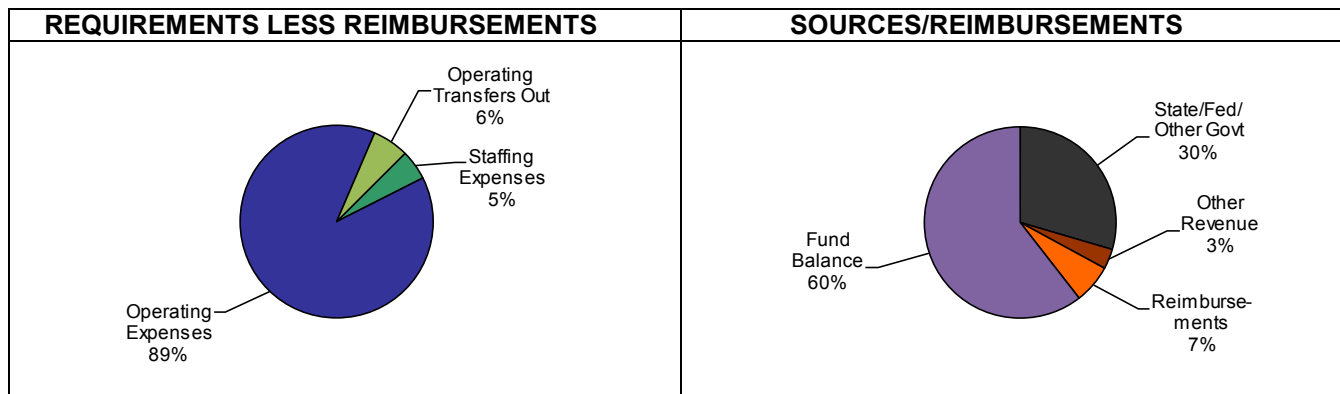 REQUIREMENTS LESS REIMBURSEMENTS
Operating
Transfers Out
6%
Staffing
Expenses
5%
Operating
Expenses
89%
SOURCES/REIMBURSEMENTS
State/Fed/
Other Govt
30%
Other
Revenue
3%
Fund
Balance
60%
Reimburse-
ments
7%